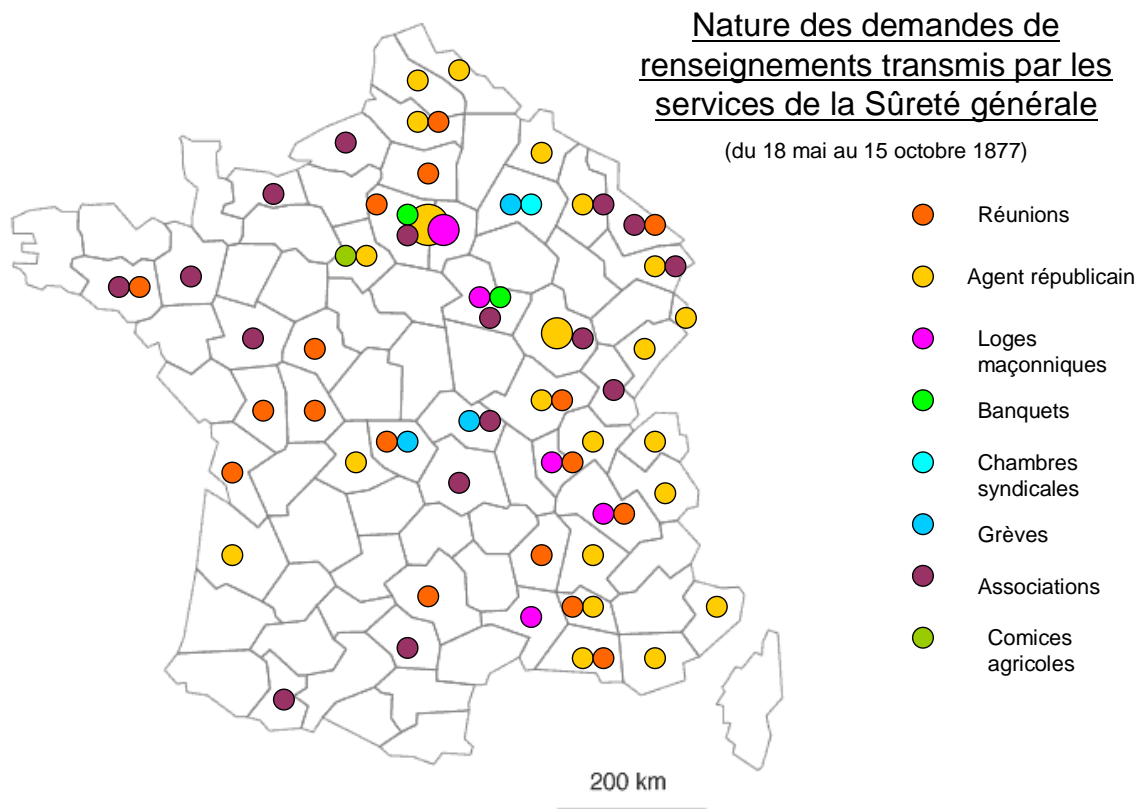 Nature des demandes de
renseignements transmis par les
services de la Sûreté générale
(du 18 mai au 15 octobre 1877)
Réunions
Agent républicain
Loges
maçonniques
Banquets
Chambres
syndicales
Grèves
Associations
Comices
agricoles
200 km